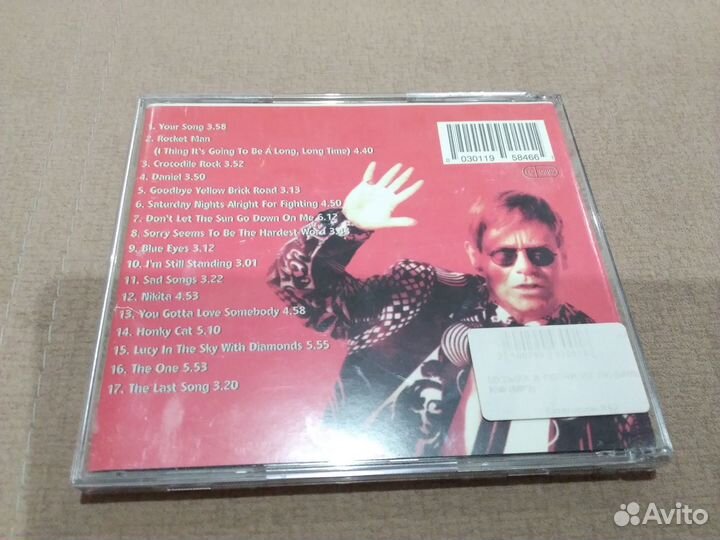 1. Your Song 3.58
2. Rocket Man
(I Thing It's Going To Be A Long, Long Time) 4.40
3. Crocodile Rock 3.52
4. Daniel 3.50
5. Goodbye Yellow Brick Road 3.13
6. Saturday Nights Alright For Fighting 4.50
7. Don't Let The Sun Go Down On Me 6.12
8. Sorry Seems To Be The Hardest Word
9. Blue Eyes 3.12
10. I'm Still Standing 3.01
11. Sad Songs 3.22
12. Nikita 4.53
13. You Gotta Love Somebody 4.58
14. Honky Cat 5.10
15. Lucy In The Sky With Diamonds 5.55
16. The One 5.53
17. The Last Song 3.20
0 030119 58466
Avito